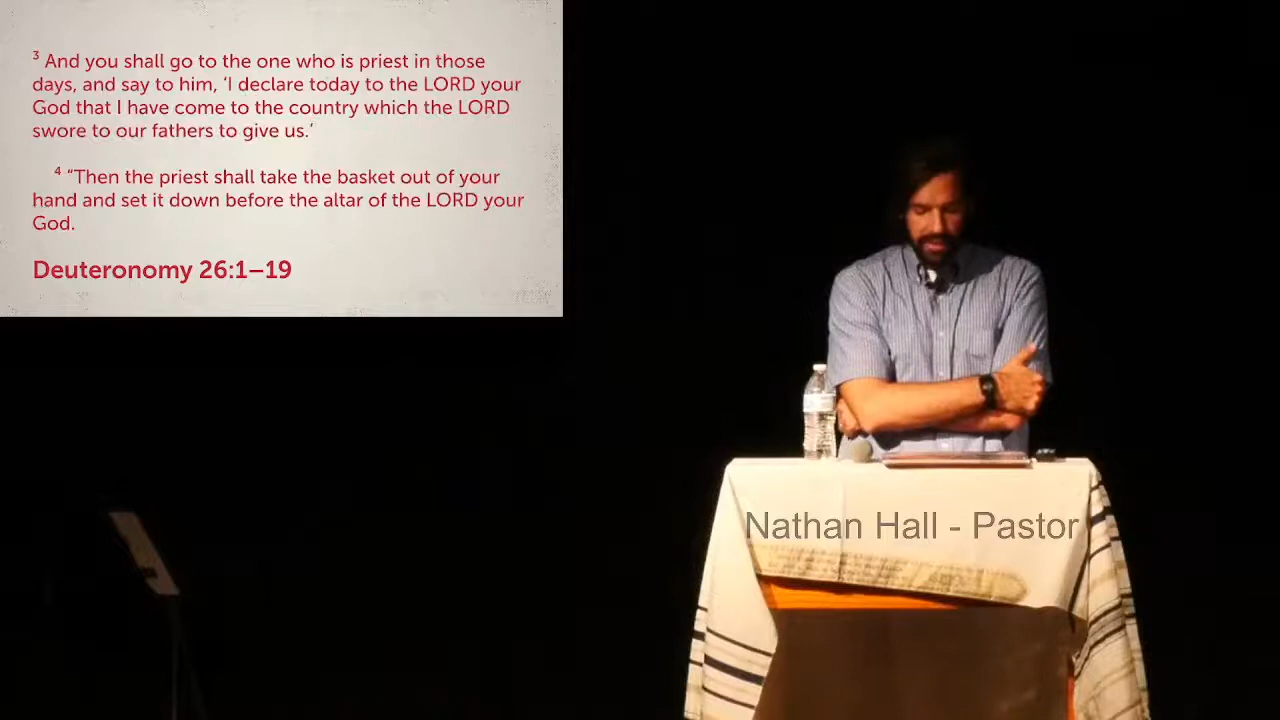 ³ And you shall go to the one who is priest in those
days, and say to him, ‘I declare today to the LORD your
God that I have come to the country which the LORD
swore to our fathers to give us.’
⁴ “Then the priest shall take the basket out of your
hand and set it down before the altar of the LORD your
God.
Deuteronomy 26:1–19
Nathan Hall - Pastor